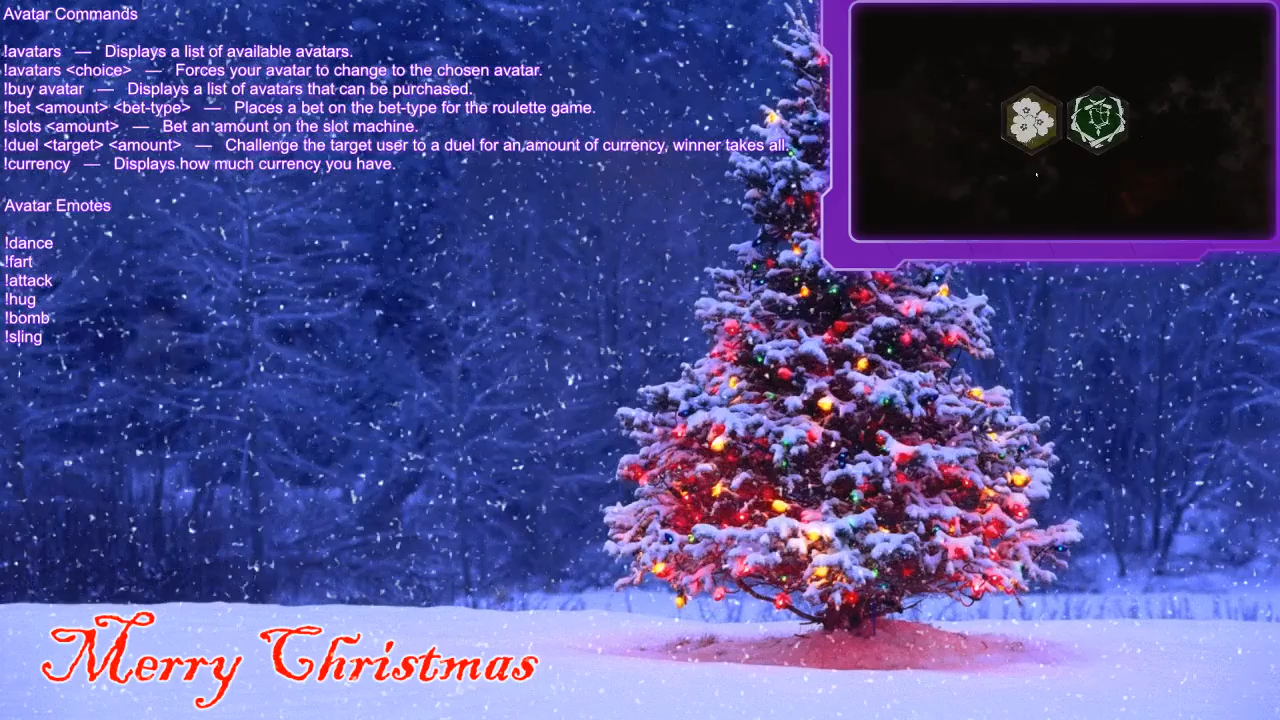 Avatar Commands
!avatars — Displays a list of available avatars.
!avatars <choice> — Forces your avatar to change to the chosen avatar.
!buy avatar — Displays a list of avatars that can be purchased.
!bet <amount> <bet-type> — Places a bet on the bet-type for the roulette game.
!slots <amount> — Bet an amount on the slot machine.
!duel <target> <amount> — Challenge the target user to a duel for an amount of currency, winner takes all.
!currency — Displays how much currency you have.
Avatar Emotes
!dance
!fart
!attack
!hug
!bomb
!sling
Merry Christmas